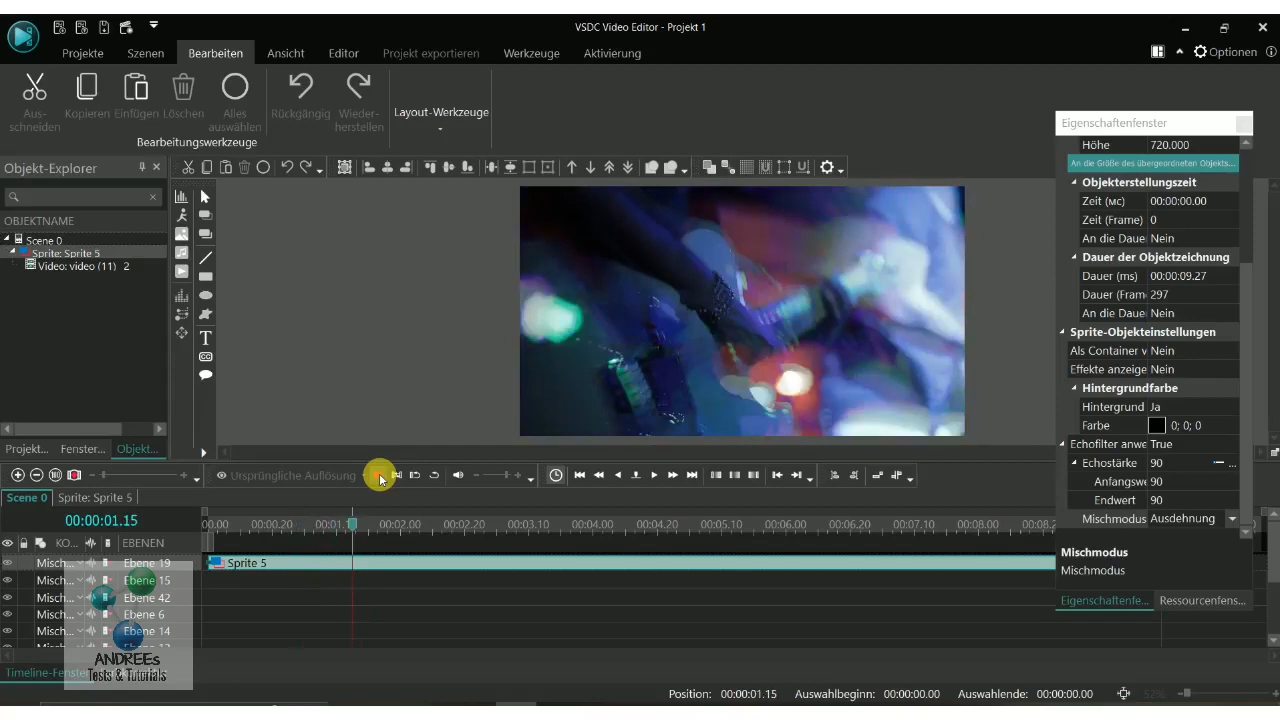 VSDC Video Editor - Projekt 1
Projekte Szenen Bearbeiten Ansicht Editor Projekt exportieren Werkzeuge Aktivierung Optionen
Aus-
schneiden
Kopieren
Einfügen
Löschen
Alles
auswählen
Rückgängig
Wieder-
herstellen
Layout-Werkzeuge
Bearbeitungswerkzeuge
Objekt-Explorer
OBJEKTNAME
Scene 0
Sprite: Sprite 5
Video: video (11) 2
Projekt... Fenster... Objekt...
Eigenschaftenfenster
Höhe 720.000
An die Größe des übergeordneten Objekts...
Objekterstellungszeit
Zeit (мс) 00:00:00.00
Zeit (Frame) 0
An die Daue Nein
Dauer der Objektzeichnung
Dauer (ms) 00:00:09.27
Dauer (Fram 297
An die Daue Nein
Sprite-Objekteinstellungen
Als Container v Nein
Effekte anzeige Nein
Hintergrundfarbe
Hintergrund Ja
Farbe 0; 0; 0
Echofilter anwe True
Echostärke 90 ...
Anfangswe 90
Endwert 90
Mischmodus Ausdehnung
Mischmodus
Mischmodus
Eigenschaftenfe... Ressourcenfens...
Ursprüngliche Auflösung
Scene 0 Sprite: Sprite 5
00:00:01.15
00.00 00:00.20 00:01.1 00:02.00 00:02.20 00:03.10 00:04.00 00:04.20 00:05.10 00:06.00 00:06.20 00:07.10 00:08.00 00:08.2
KO... EBENEN
Misch... Ebene 19
Sprite 5
Misch... Ebene 15
Misch... Ebene 42
Misch... Ebene 6
Misch... Ebene 14
ANDREEs
Tests & Tutorials
Timeline-Fenst
Position: 00:00:01.15 Auswahlbeginn: 00:00:00.00 Auswahlende: 00:00:00.00 52%